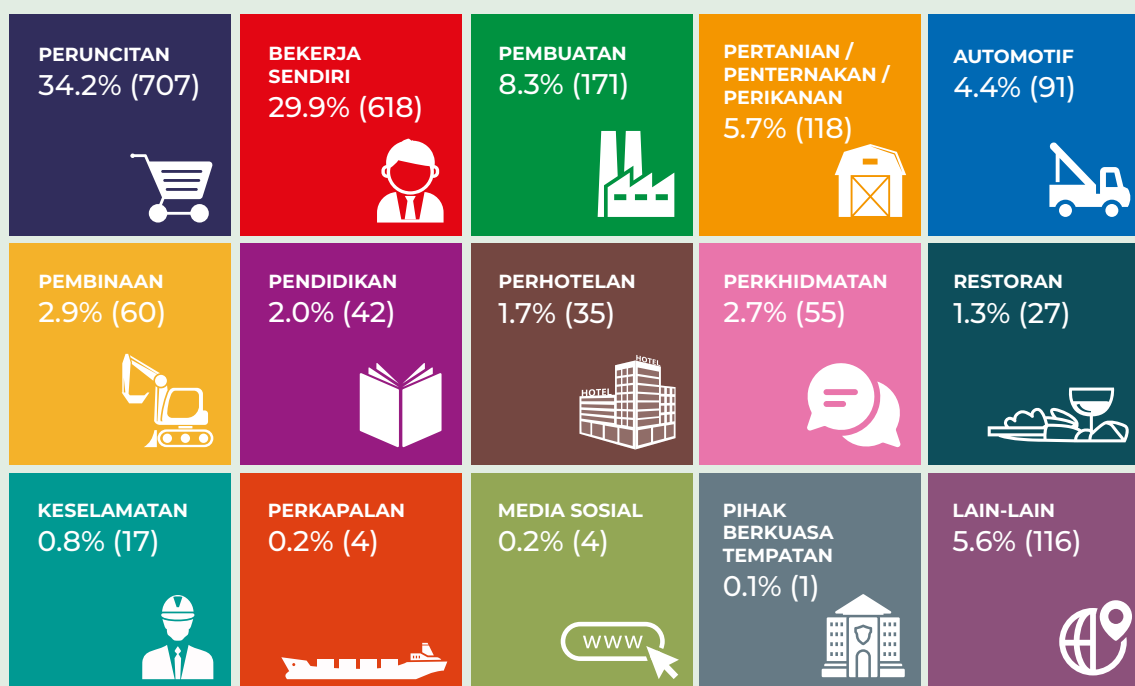 PERUNCITAN
34.2% (707)
BEKERJA
SENDIRI
29.9% (618)
PEMBUATAN
8.3% (171)
PERTANIAN /
PENTERNAKAN /
PERIKANAN
5.7% (118)
AUTOMOTIF
4.4% (91)
PEMBINAAN
2.9% (60)
PENDIDIKAN
2.0% (42)
PERHOTELAN
1.7% (35)
HOTEL
HOTEL
PERKHIDMATAN
2.7% (55)
RESTORAN
1.3% (27)
KESELAMATAN
0.8% (17)
PERKAPALAN
0.2% (4)
MEDIA SOSIAL
0.2% (4)
WWW
PIHAK
BERKUASA
TEMPATAN
0.1% (1)
LAIN-LAIN
5.6% (116)